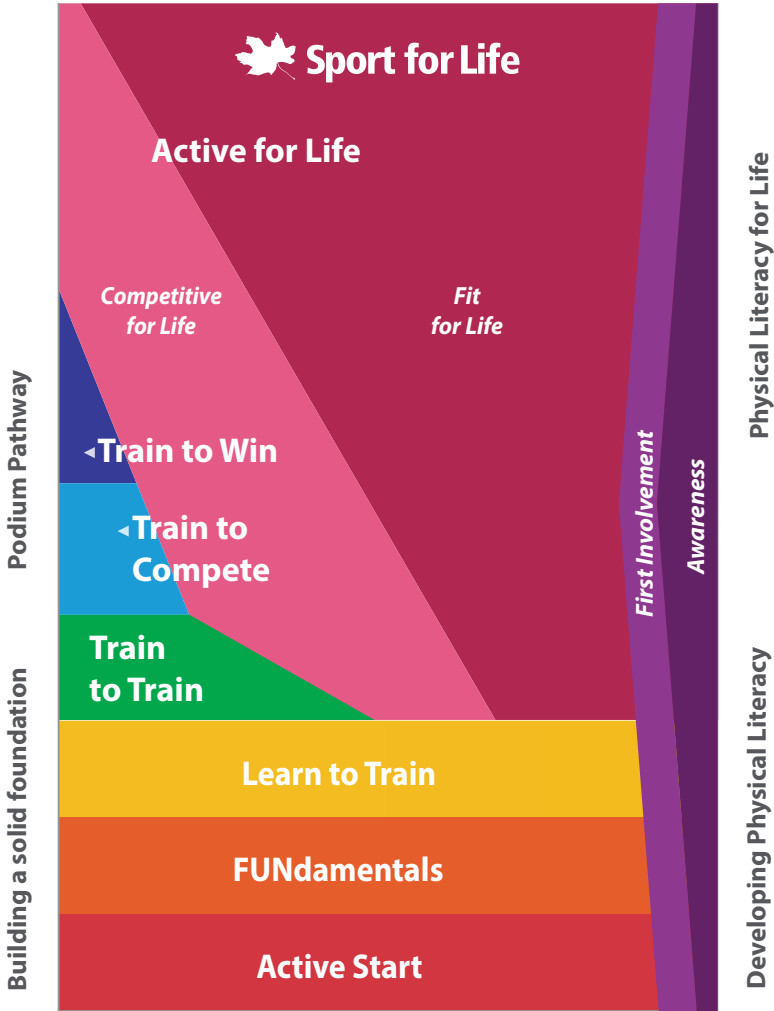 Sport for Life
Active for Life
Competitive
for Life
Fit
for Life
Train to Win
Train to
Compete
Train
to Train
Learn to Train
FUNdamentals
Active Start
First Involvement
Awareness
Podium Pathway
Building a solid foundation
Physical Literacy for Life
Developing Physical Literacy